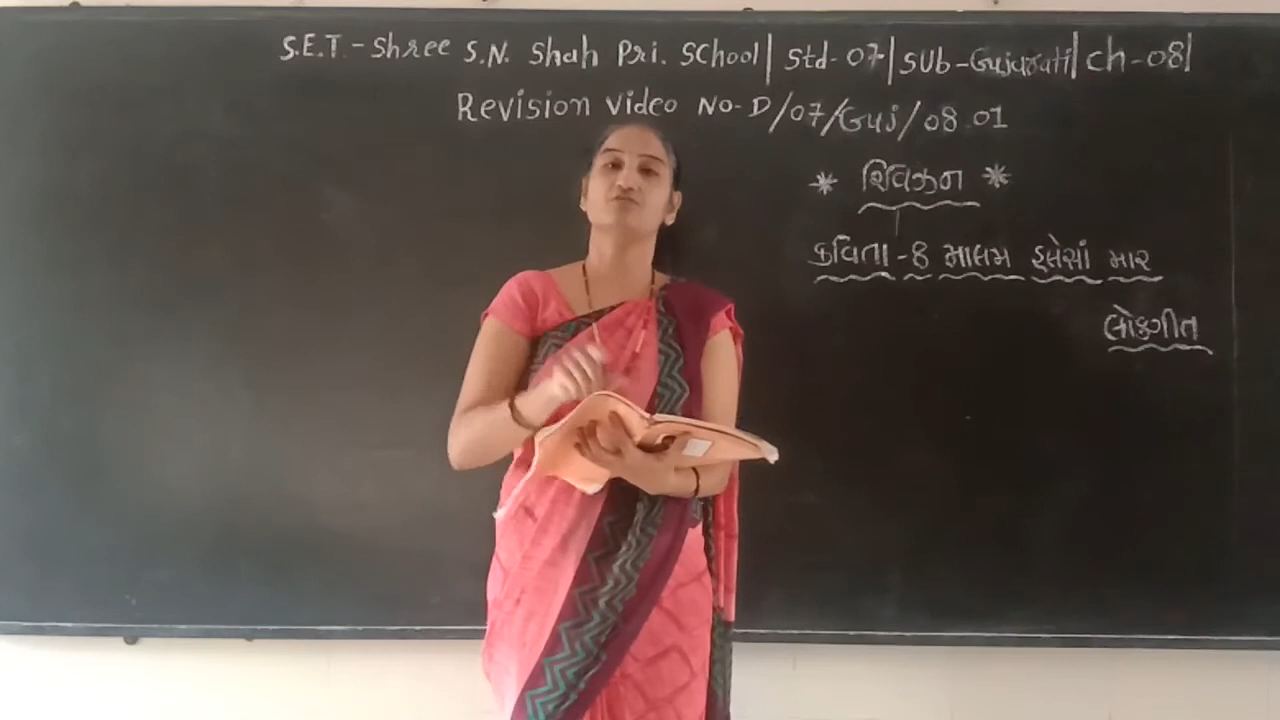 S.E.T. - Shree S.N. Shah Pri. School | Std - 07 | Sub - Gujarati | Ch - 08 |
Revision Video No - D/07/Guj/08.01
* રિવિઝન *
કવિતા - 8 માલમ હલેસાં માર
લોકગીત